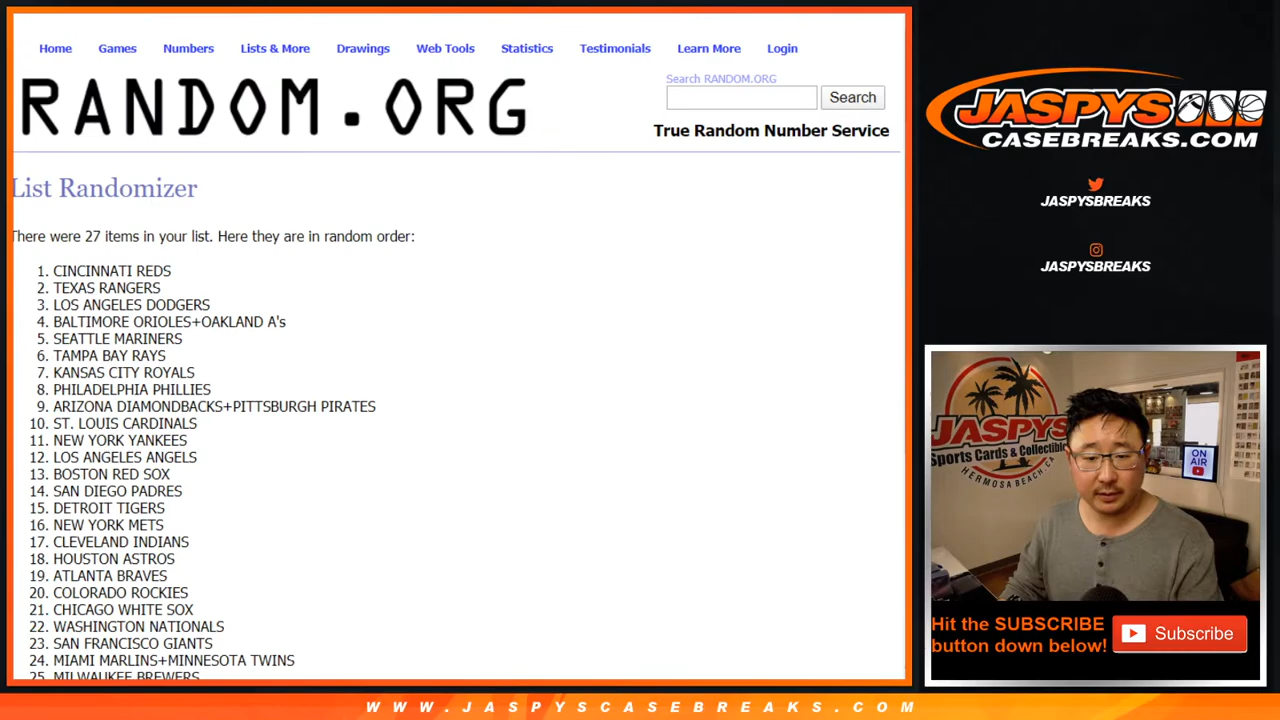 Home Games Numbers Lists & More Drawings Web Tools Statistics Testimonials Learn More Login
RANDOM.ORG
Search RANDOM.ORG
Search
True Random Number Service
List Randomizer
There were 27 items in your list. Here they are in random order:
1. CINCINNATI REDS
2. TEXAS RANGERS
3. LOS ANGELES DODGERS
4. BALTIMORE ORIOLES+OAKLAND A's
5. SEATTLE MARINERS
6. TAMPA BAY RAYS
7. KANSAS CITY ROYALS
8. PHILADELPHIA PHILLIES
9. ARIZONA DIAMONDBACKS+PITTSBURGH PIRATES
10. ST. LOUIS CARDINALS
11. NEW YORK YANKEES
12. LOS ANGELES ANGELS
13. BOSTON RED SOX
14. SAN DIEGO PADRES
15. DETROIT TIGERS
16. NEW YORK METS
17. CLEVELAND INDIANS
18. HOUSTON ASTROS
19. ATLANTA BRAVES
20. COLORADO ROCKIES
21. CHICAGO WHITE SOX
22. WASHINGTON NATIONALS
23. SAN FRANCISCO GIANTS
24. MIAMI MARLINS+MINNESOTA TWINS
25. MILWAUKEE BREWERS
JASPYS
CASEBREAKS.COM
JASPYSBREAKS
JASPYSBREAKS
JASPYS
Sports Cards & Collectibles
HERMOSA BEACH, CA
ON
AIR
Hit the SUBSCRIBE
button down below!
Subscribe
WWW.JASPYSCASEBREAKS.COM